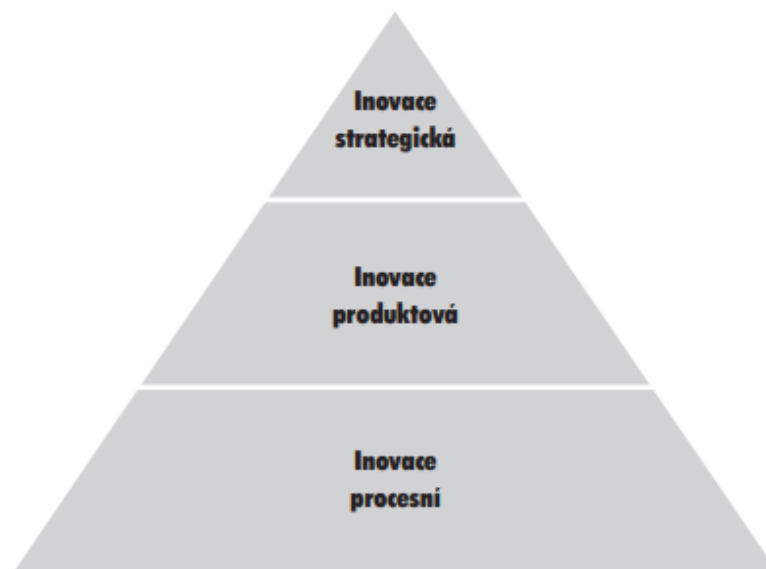 Inovace
strategická
Inovace
produktová
Inovace
procesní